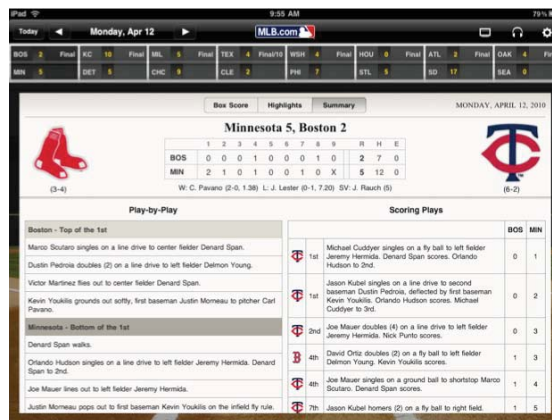 iPad
9:55 AM
79%
Today
Monday, Apr 12
MLB.com
BOS 2 Final
MIN 5
KC 10 Final
DET 5
MIL 5 Final
CHC 9
TEX 4 Final/10
CLE 2
WSH 4 Final
PHI 7
HOU 0 Final
STL 5
ATL 2 Final
SD 17
OAK 4
SEA 0
Box Score Highlights Summary
MONDAY, APRIL 12, 2010
Minnesota 5, Boston 2
1 2 3 4 5 6 7 8 9 R H E
BOS 0 0 0 1 0 0 0 1 0 2 7 0
MIN 2 1 0 1 0 0 1 0 X 5 12 0
(3-4)
W: C. Pavano (2-0, 1.38) L: J. Lester (0-1, 7.20) SV: J. Rauch (5)
(6-2)
Play-by-Play
Boston - Top of the 1st
Marco Scutaro singles on a line drive to center fielder Denard Span.
Dustin Pedroia doubles (2) on a line drive to left fielder Delmon Young.
Victor Martinez flies out to center fielder Denard Span.
Kevin Youkilis grounds out softly, first baseman Justin Morneau to pitcher Carl
Pavano.
Minnesota - Bottom of the 1st
Denard Span walks.
Orlando Hudson singles on a line drive to left fielder Jeremy Hermida. Denard
Span to 2nd.
Joe Mauer lines out to left fielder Jeremy Hermida.
Justin Morneau pops out to first baseman Kevin Youkilis on the infield fly rule.
Scoring Plays
BOS MIN
1st Michael Cuddyer singles on a fly ball to left fielder
Jeremy Hermida. Denard Span scores. Orlando
Hudson to 2nd.
0 1
1st Jason Kubel singles on a line drive to second
baseman Dustin Pedroia, deflected by first baseman
Kevin Youkilis. Orlando Hudson scores. Michael
Cuddyer to 3rd.
0 2
2nd Joe Mauer doubles (4) on a line drive to left fielder
Jeremy Hermida. Nick Punto scores.
0 3
4th David Ortiz doubles (2) on a fly ball to left fielder
Delmon Young. Kevin Youkilis scores.
1 3
4th Joe Mauer singles on a ground ball to shortstop Marco
Scutaro. Denard Span scores.
1 4
7th Jason Kubel homers (2) on a fly ball to right field.
1 5